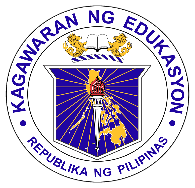 KAGAWARAN NG EDUKASYON
REPUBLIKA NG PILIPINAS